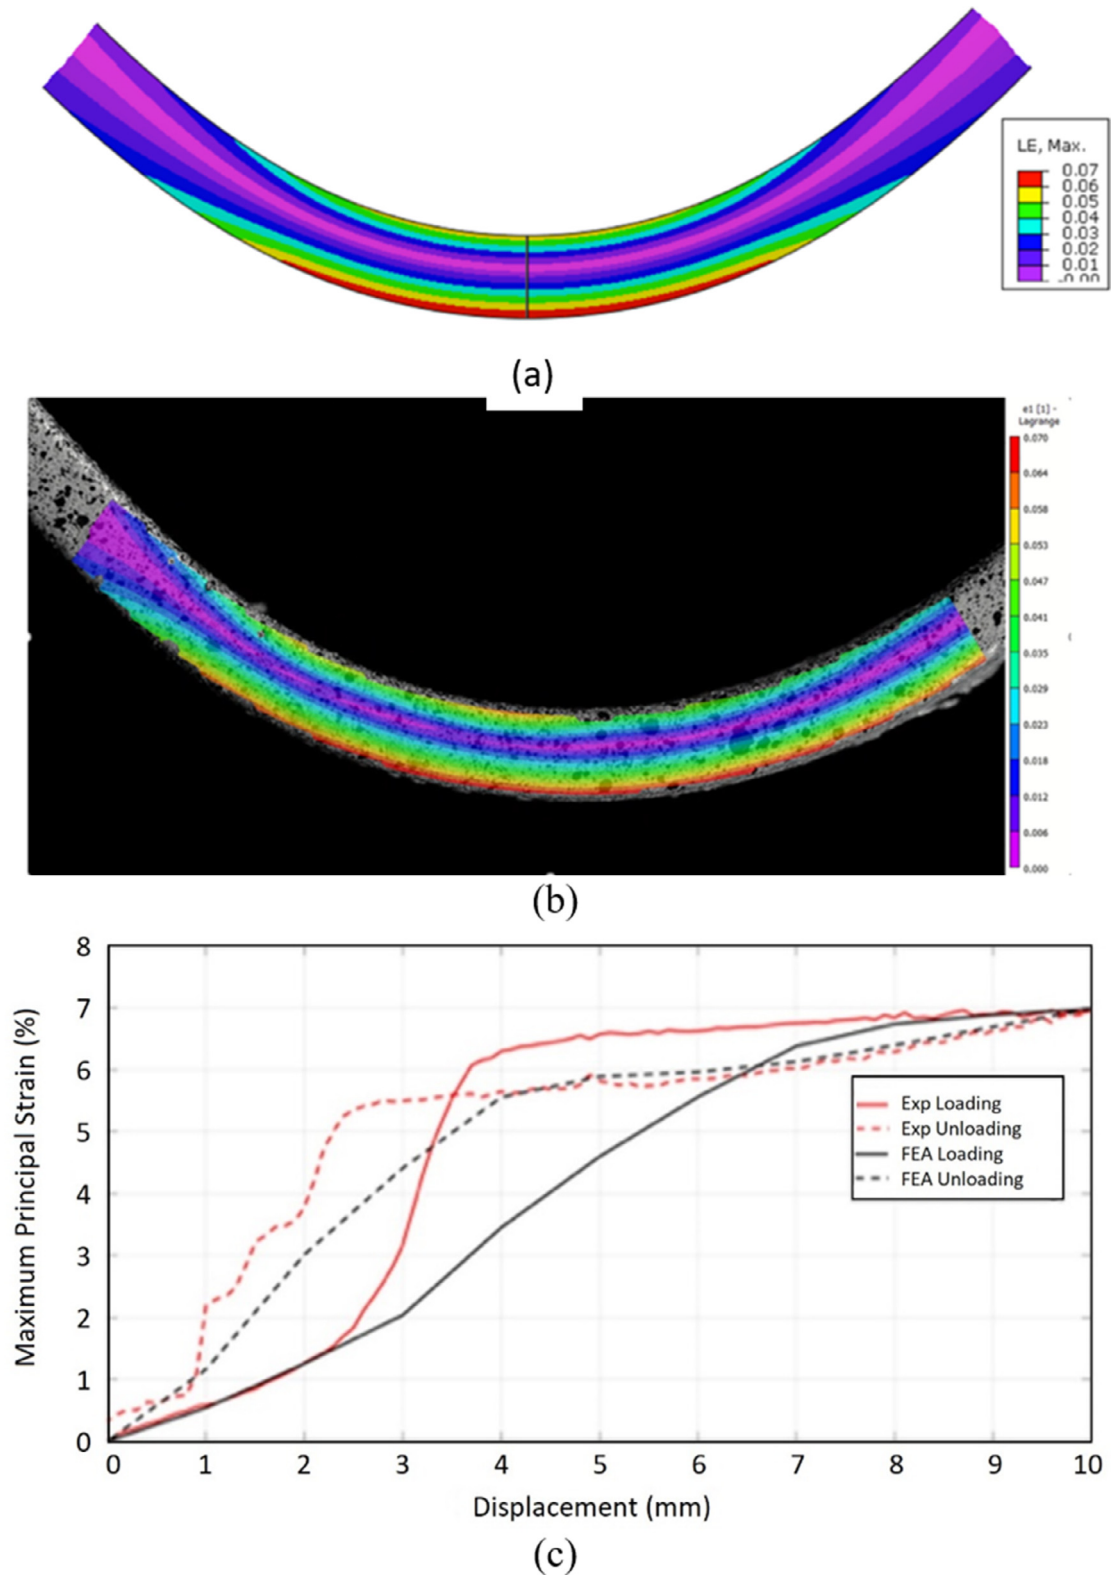 LE, Max.
0.07
0.06
0.05
0.04
0.03
0.02
0.01
-0.00
(a)
e1 [1] -
Lagrange
0.070
0.064
0.058
0.053
0.047
0.041
0.035
0.029
0.023
0.018
0.012
0.006
0.000
(b)
Maximum Principal Strain (%)
8
7
6
5
4
3
2
1
0
Exp Loading
Exp Unloading
FEA Loading
FEA Unloading
0 1 2 3 4 5 6 7 8 9 10
Displacement (mm)
(c)